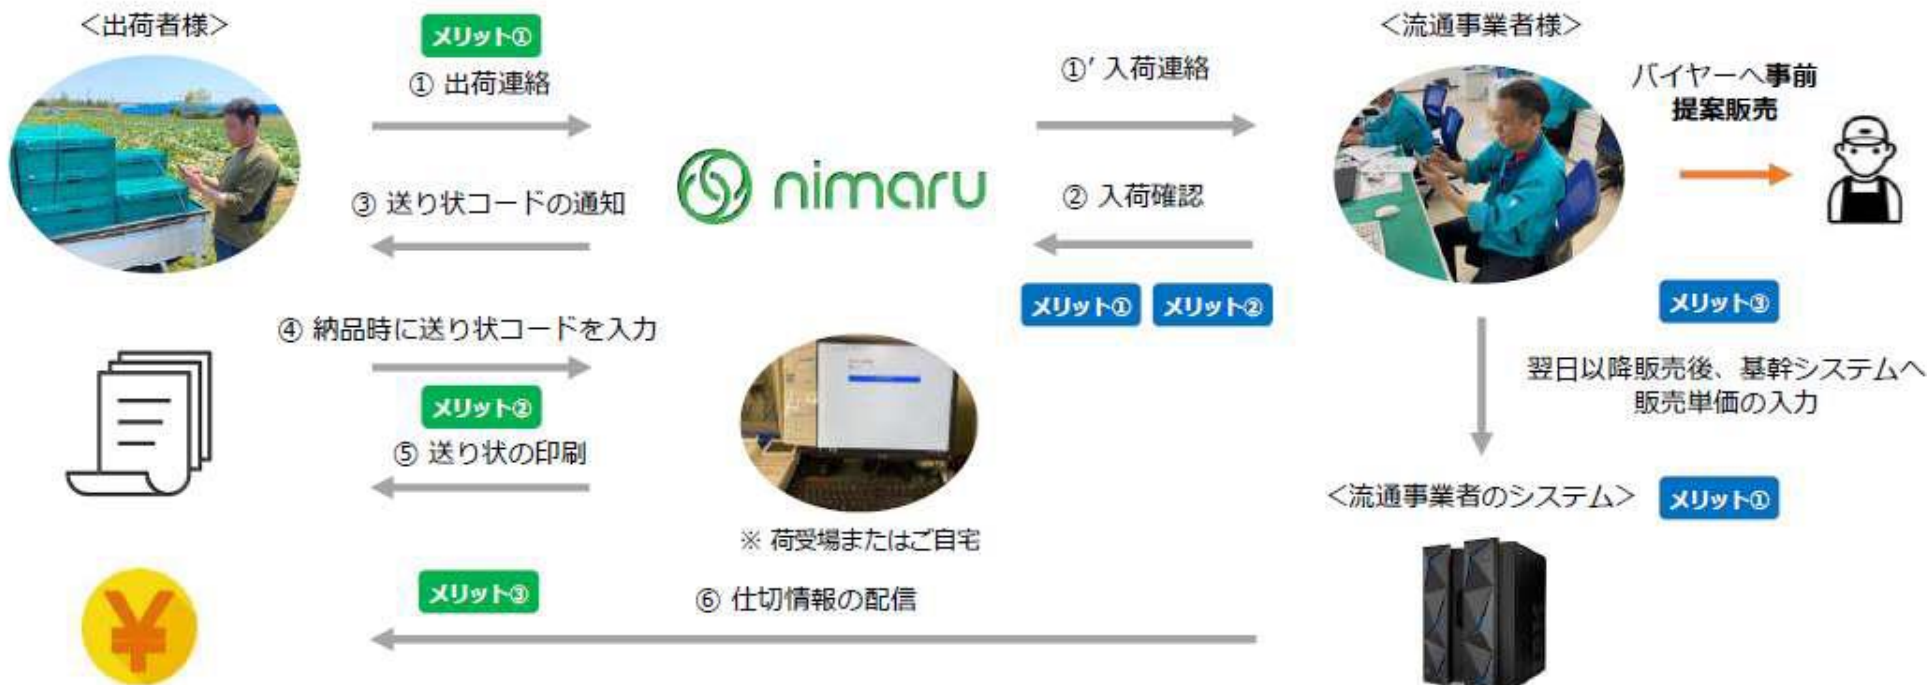 ＜出荷者様＞
メリット①
① 出荷連絡
③ 送り状コードの通知
nimaru
①’ 入荷連絡
② 入荷確認
メリット①
メリット②
＜流通事業者様＞
バイヤーへ事前
提案販売
メリット③
④ 納品時に送り状コードを入力
メリット②
⑤ 送り状の印刷
※ 荷受場またはご自宅
翌日以降販売後、基幹システムへ
販売単価の入力
＜流通事業者のシステム＞
メリット①
メリット③
⑥ 仕切情報の配信
¥